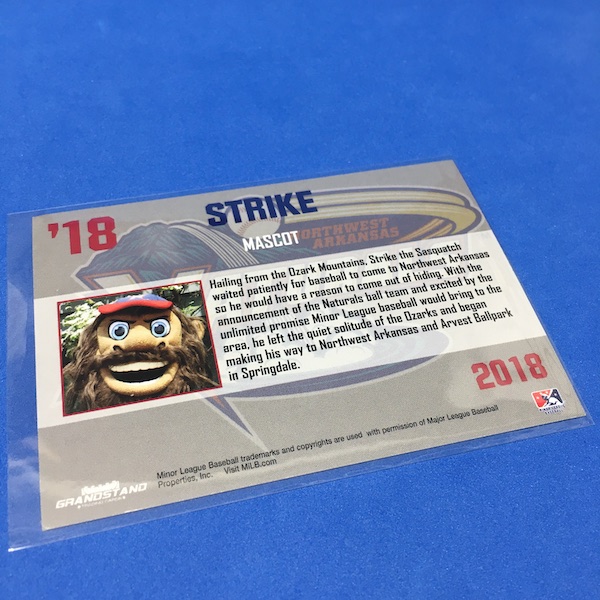 '18
STRIKE
MASCOT
NORTHWEST
ARKANSAS
Hailing from the Ozark Mountains, Strike the Sasquatch
waited patiently for baseball to come to Northwest Arkansas
so he would have a reason to come out of hiding. With the
announcement of the Naturals ball team and excited by the
unlimited promise Minor League baseball would bring to the
area, he left the quiet solitude of the Ozarks and began
making his way to Northwest Arkansas and Arvest Ballpark
in Springdale.
2018
Minor League Baseball trademarks and copyrights are used with permission of Major League Baseball
Properties, Inc. Visit MiLB.com
GRANDSTAND